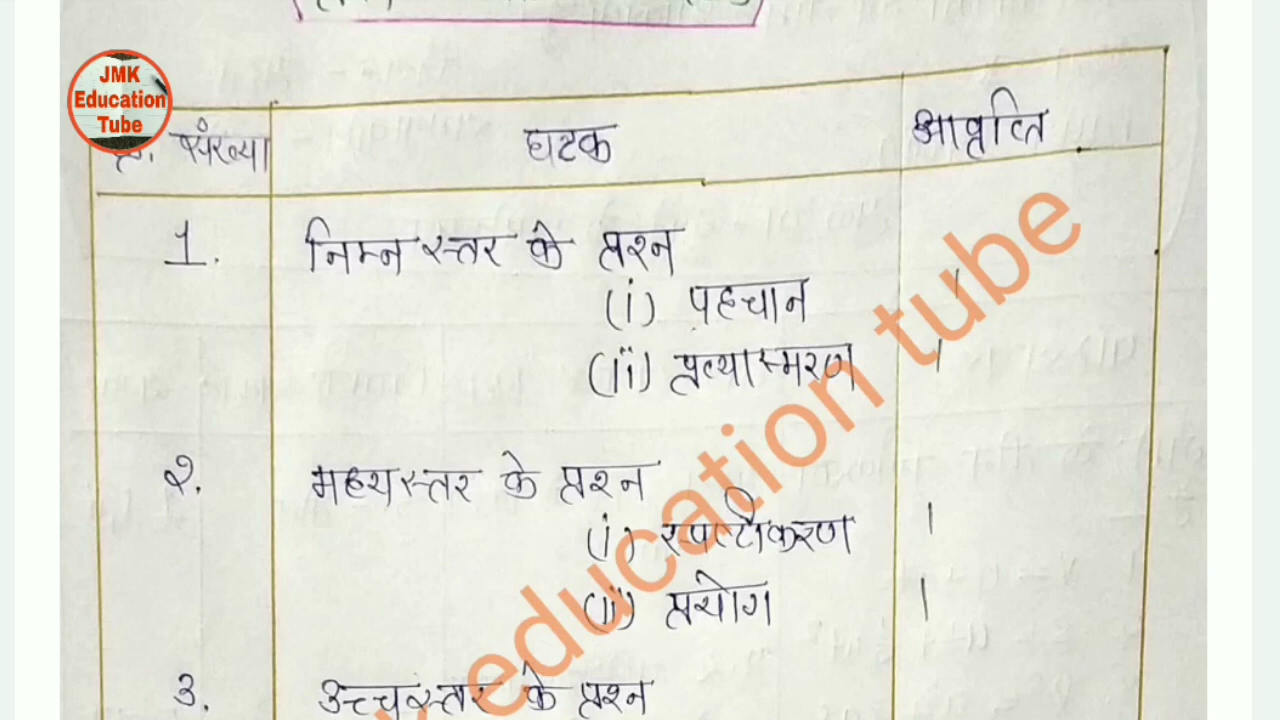 JMK
Education
Tube
संख्या घटक आवृत्ति
1. निम्न स्तर के प्रश्न
(i) पहचान 1
(ii) प्रत्यास्मरण 1
२. मध्यस्तर के प्रश्न
(i) स्पष्टीकरण 1
(ii) प्रयोग 1
3. उच्चस्तर के प्रश्न
education tube